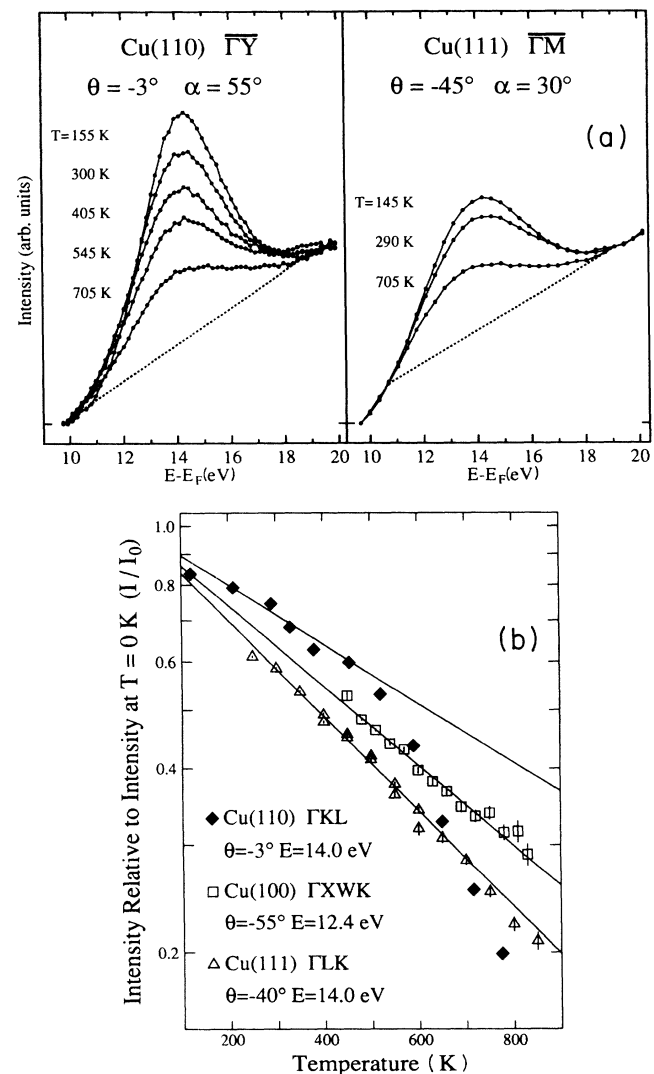 Cu(110) ΓY
θ = -3° α = 55°
T=155 K
300 K
405 K
545 K
705 K
Cu(111) ΓM
θ = -45° α = 30°
(a)
T=145 K
290 K
705 K
Intensity (arb. units)
10 12 14 16 18 20
E-E_F(eV)
10 12 14 16 18 20
E-E_F(eV)
Intensity Relative to Intensity at T = 0 K (I / I₀)
1.0
0.8
0.6
0.4
0.2
(b)
◆ Cu(110) ΓKL
θ=-3° E=14.0 eV
□ Cu(100) ΓXWK
θ=-55° E=12.4 eV
△ Cu(111) ΓLK
θ=-40° E=14.0 eV
200 400 600 800
Temperature ( K )